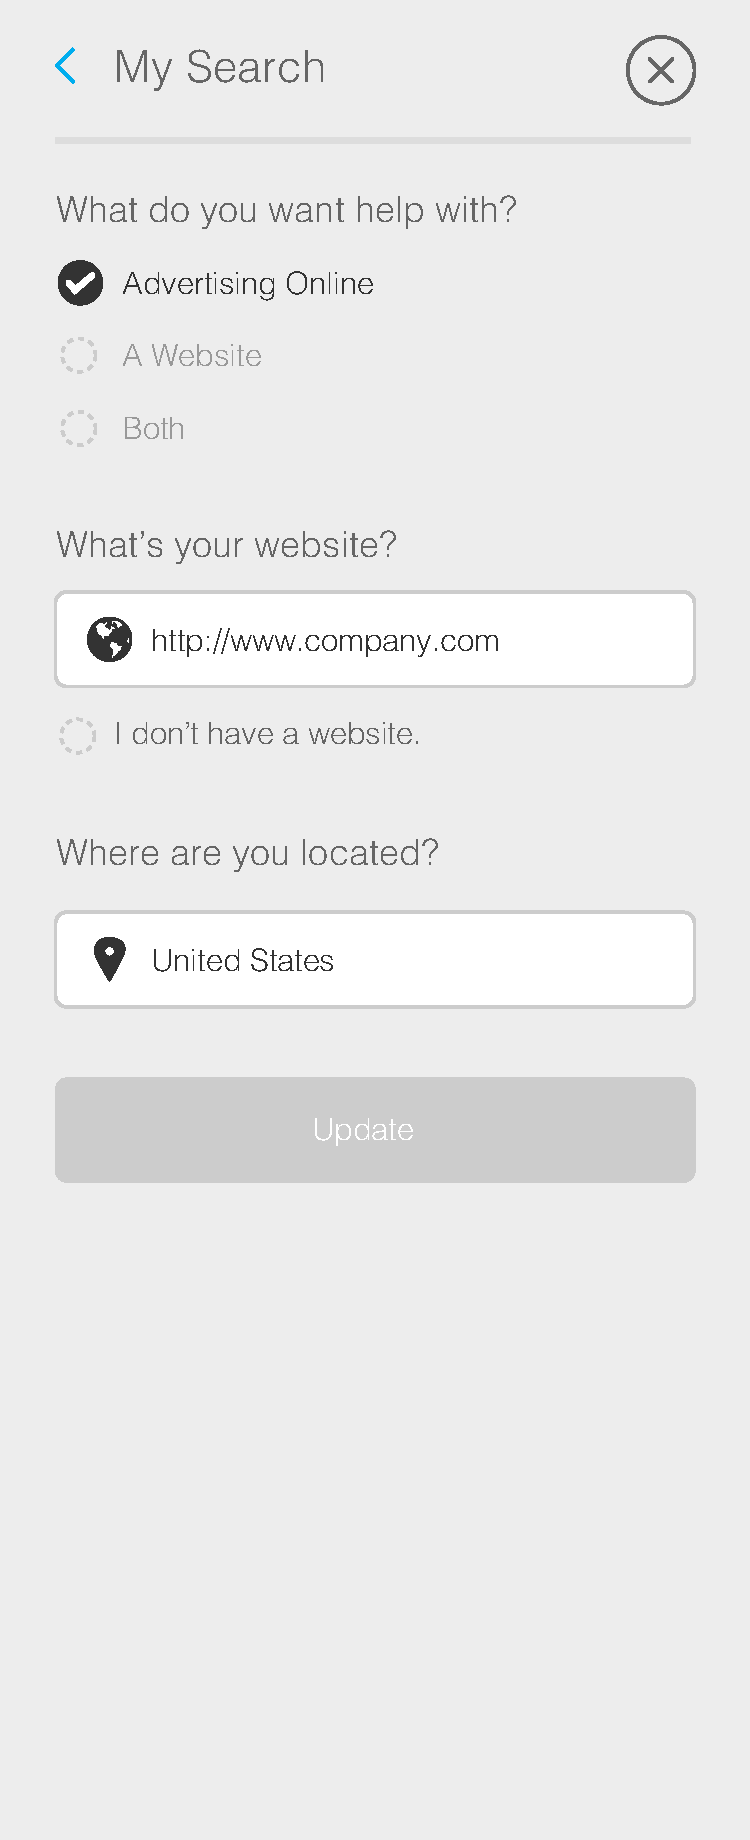 My Search
What do you want help with?
Advertising Online
A Website
Both
What’s your website?
http://www.company.com
I don’t have a website.
Where are you located?
United States
Update